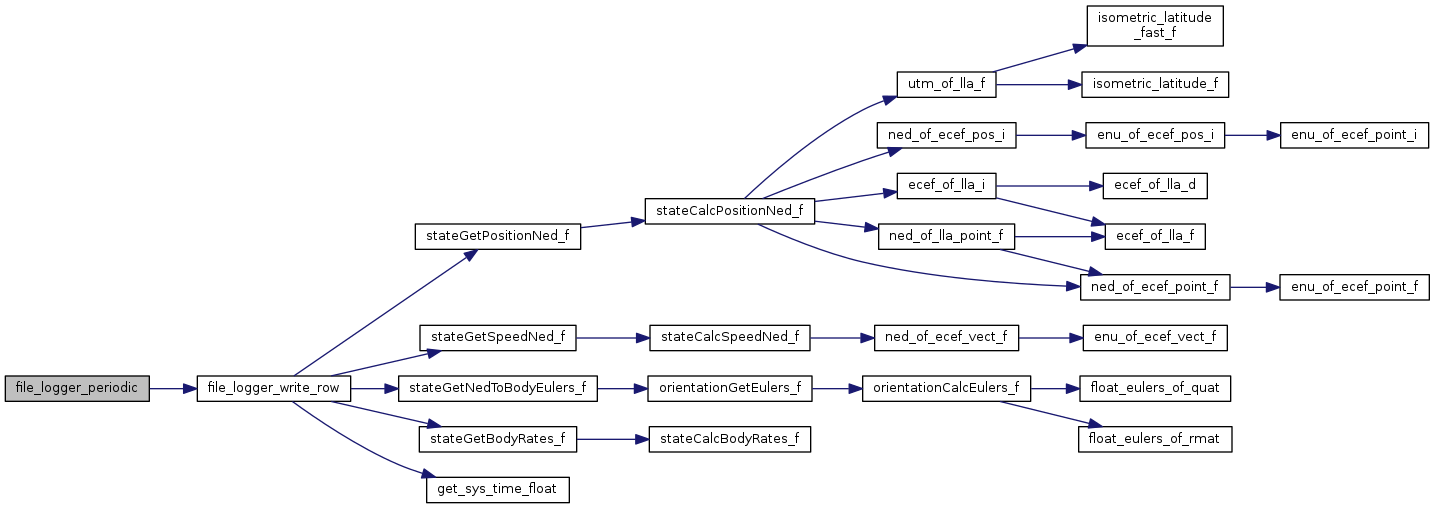 isometric_latitude
_fast_f
utm_of_lla_f
isometric_latitude_f
ned_of_ecef_pos_i
enu_of_ecef_pos_i
enu_of_ecef_point_i
ecef_of_lla_i
ecef_of_lla_d
stateCalcPositionNed_f
stateGetPositionNed_f
ned_of_lla_point_f
ecef_of_lla_f
ned_of_ecef_point_f
enu_of_ecef_point_f
stateGetSpeedNed_f
stateCalcSpeedNed_f
ned_of_ecef_vect_f
enu_of_ecef_vect_f
file_logger_periodic
file_logger_write_row
stateGetNedToBodyEulers_f
orientationGetEulers_f
orientationCalcEulers_f
float_eulers_of_quat
stateGetBodyRates_f
stateCalcBodyRates_f
float_eulers_of_rmat
get_sys_time_float